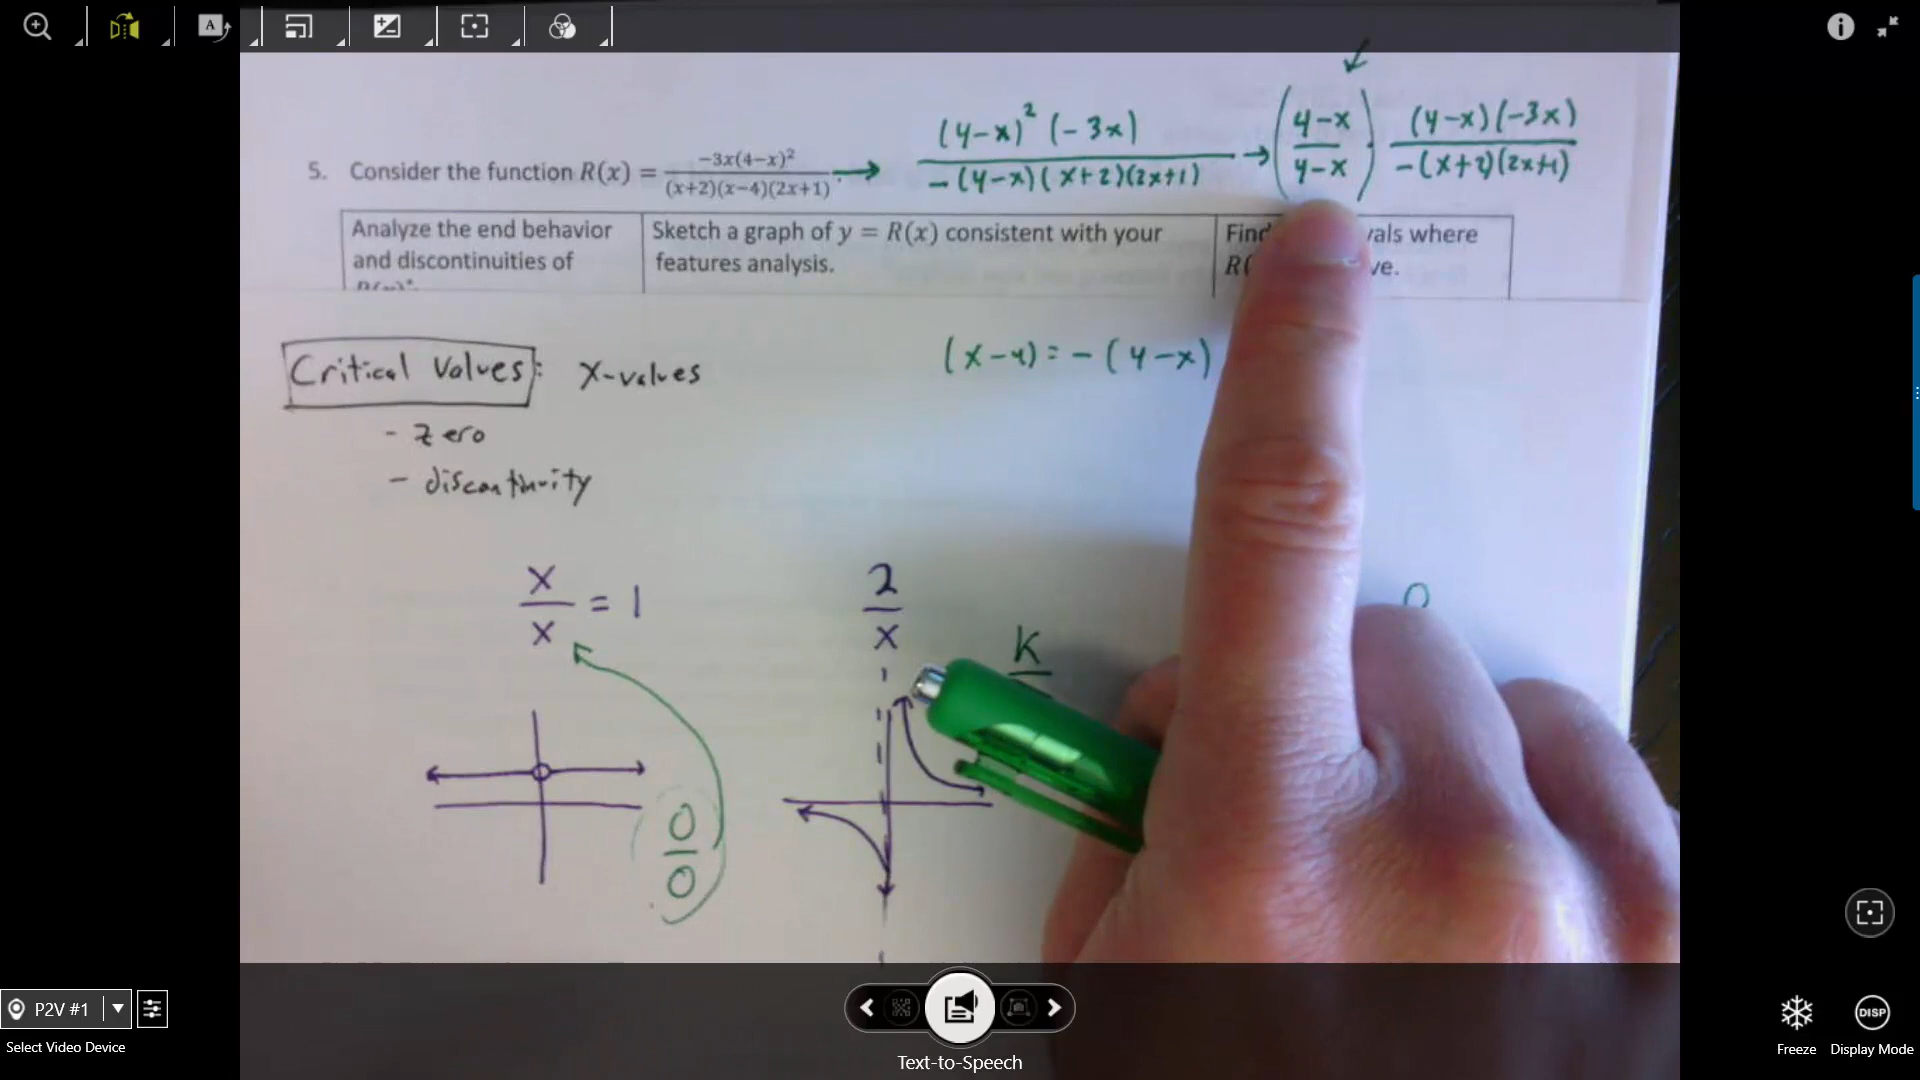 A
(4-x)² (-3x)
-(4-x)(x+2)(2x+1)
(4-x / 4-x) · (4-x)(-3x) / -(x+2)(2x+1)
5. Consider the function R(x) = -3x(4-x)² / (x+2)(x-4)(2x+1).
Analyze the end behavior
and discontinuities of
Sketch a graph of y = R(x) consistent with your
features analysis.
Find
vals where
R(
ve.
(x-4) = -(4-x)
Critical Values: x-values
- Zero
- discontinuity
x/x = 1
2/x
K
0
0/0
P2V #1
Select Video Device
Text-to-Speech
Freeze
DISP
Display Mode